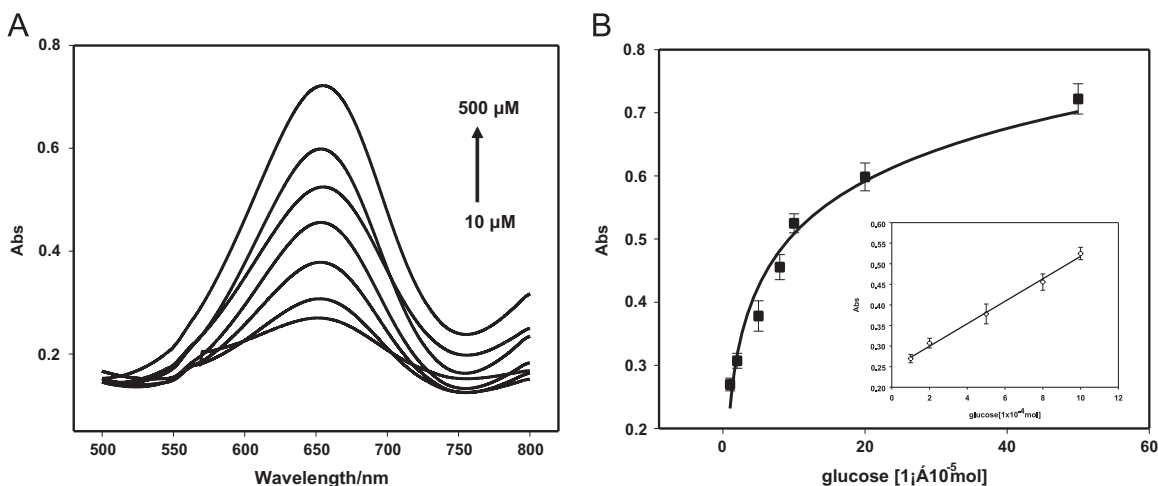 A
0.8
0.6
0.4
0.2
Abs
500 µM
10 µM
500 550 600 650 700 750 800
Wavelength/nm
B
0.8
0.7
0.6
0.5
0.4
0.3
0.2
Abs
0 20 40 60
glucose [1¡Á10⁻⁵mol]
0.60
0.55
0.50
0.45
0.40
0.35
0.30
0.25
0.20
Abs
0 2 4 6 8 10 12
glucose[1x10⁻⁴mol]